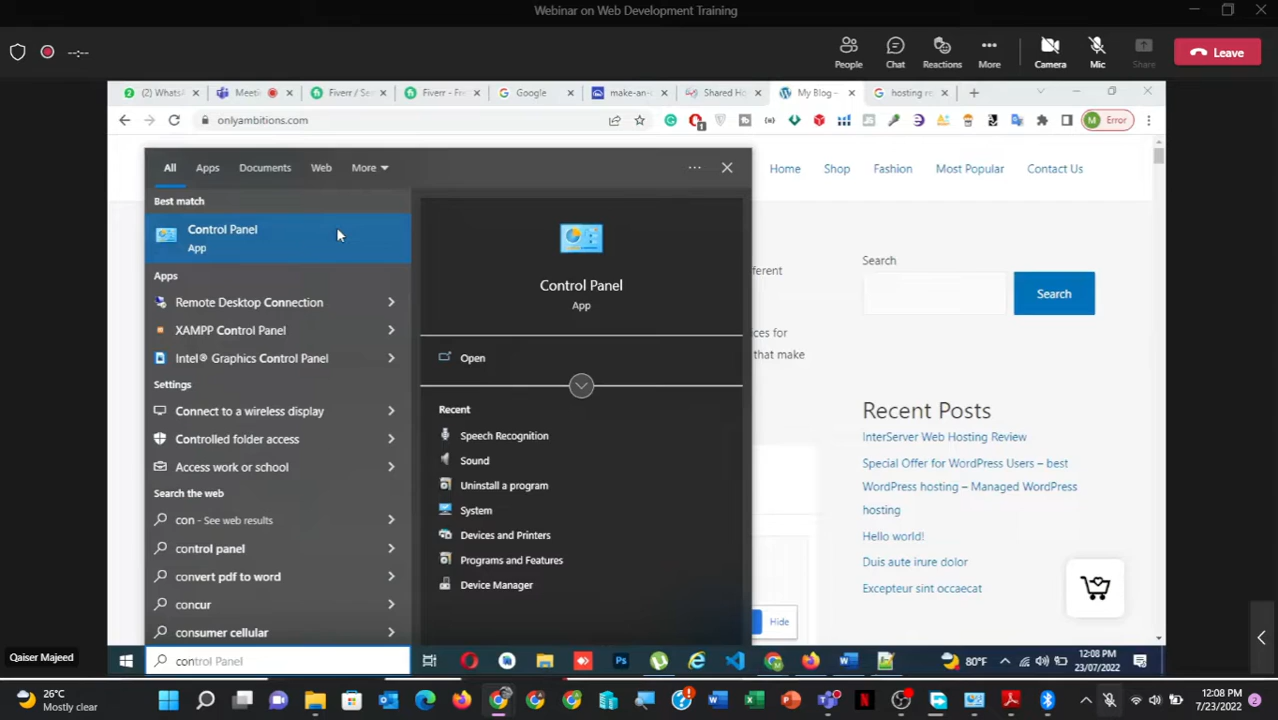 Webinar on Web Development Training
--:--
People
Chat
Reactions
More
Camera
Mic
Share
Leave
(2) WhatsA
Meeti
Fiverr / Se
Fiverr - Fre
Google
make-an-
Shared Ho
My Blog -
hosting re
onlyambitions.com
1
M
Error
All
Apps
Documents
Web
More
Home
Shop
Fashion
Most Popular
Contact Us
Best match
Control Panel
App
Apps
Remote Desktop Connection
XAMPP Control Panel
Intel® Graphics Control Panel
Settings
Connect to a wireless display
Controlled folder access
Access work or school
Search the web
con - See web results
control panel
convert pdf to word
concur
consumer cellular
control Panel
Control Panel
App
Open
Recent
Speech Recognition
Sound
Uninstall a program
System
Devices and Printers
Programs and Features
Device Manager
ferent
ices for
that make
Hide
Search
Search
Recent Posts
InterServer Web Hosting Review
Special Offer for WordPress Users – best
WordPress hosting – Managed WordPress
hosting
Hello world!
Duis aute irure dolor
Excepteur sint occaecat
Qaiser Majeed
80°F
12:08 PM
23/07/2022
26°C
Mostly clear
12:08 PM
7/23/2022
2